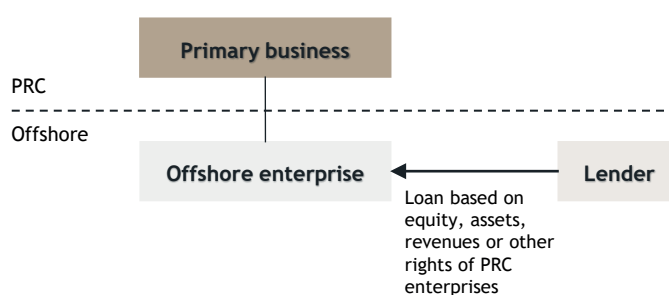 Primary business
PRC
Offshore
Offshore enterprise
Lender
Loan based on
equity, assets,
revenues or other
rights of PRC
enterprises